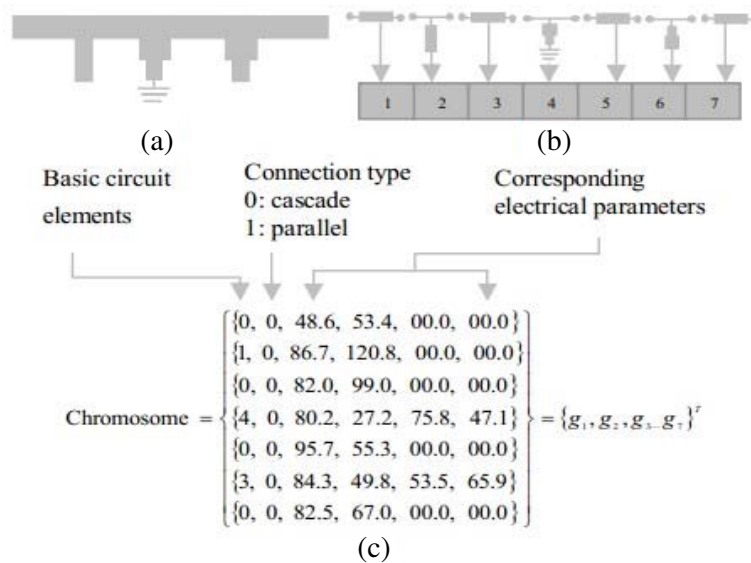 (a)
1 2 3 4 5 6 7
(b)
Basic circuit
elements
Connection type
0: cascade
1: parallel
Corresponding
electrical parameters
{0, 0, 48.6, 53.4, 00.0, 00.0}
{1, 0, 86.7, 120.8, 00.0, 00.0}
{0, 0, 82.0, 99.0, 00.0, 00.0}
Chromosome = {4, 0, 80.2, 27.2, 75.8, 47.1} = {g₁, g₂, g₃... g₇}ᵀ
{0, 0, 95.7, 55.3, 00.0, 00.0}
{3, 0, 84.3, 49.8, 53.5, 65.9}
{0, 0, 82.5, 67.0, 00.0, 00.0}
(c)